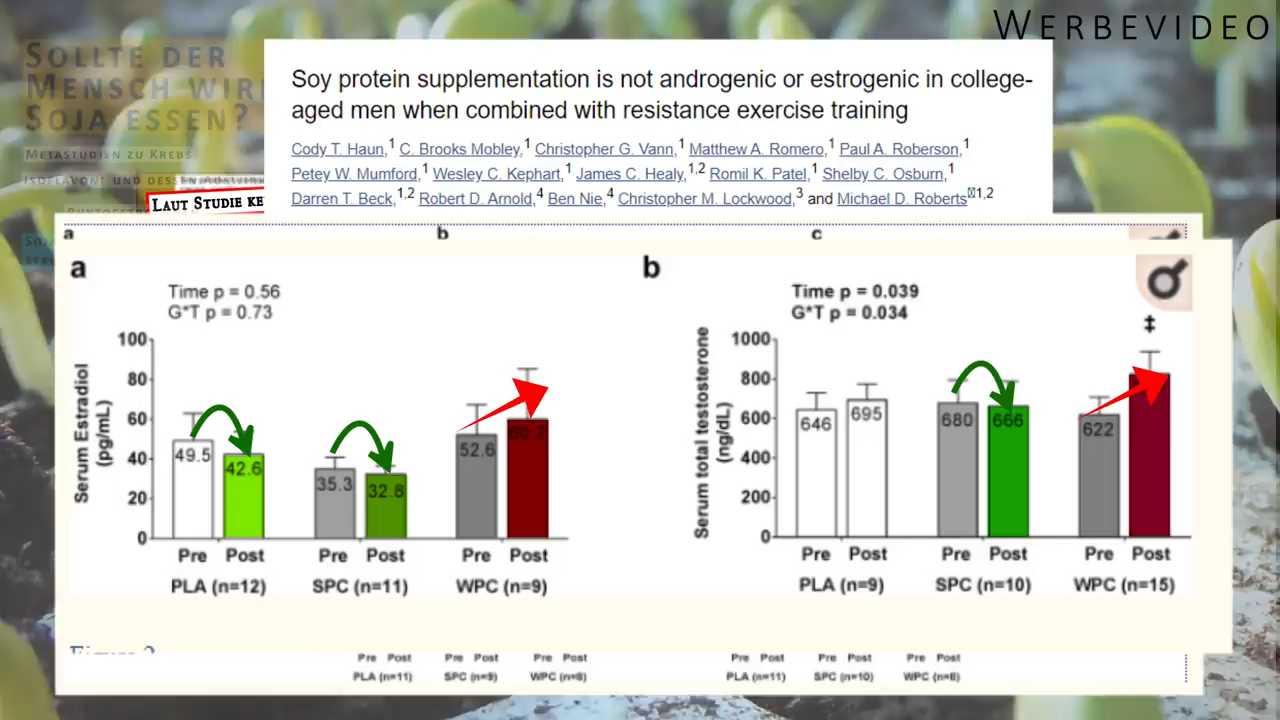 WERBEVIDEO
SOLLTE DER
MENSCH WIR
SOJA ESSEN?
METASTUDIEN ZU KREBS
LAUT STUDIE KE
Soy protein supplementation is not androgenic or estrogenic in college-
aged men when combined with resistance exercise training
Cody T. Haun,1 C. Brooks Mobley,1 Christopher G. Vann,1 Matthew A. Romero,1 Paul A. Roberson,1
Petey W. Mumford,1 Wesley C. Kephart,1 James C. Healy,1,2 Romil K. Patel,1 Shelby C. Osburn,1
Darren T. Beck,1,2 Robert D. Arnold,4 Ben Nie,4 Christopher M. Lockwood,3 and Michael D. Roberts1,2
a b c
a
Time p = 0.56
G*T p = 0.73
Serum Estradiol
(pg/mL)
100
80
60
40
20
0
49.5 42.6 35.3 32.8 52.6 60.2
Pre Post Pre Post Pre Post
PLA (n=12) SPC (n=11) WPC (n=9)
b
Time p = 0.039
G*T p = 0.034
‡
Serum total testosterone
(ng/dL)
1000
800
600
400
200
0
646 695 680 666 622
Pre Post Pre Post Pre Post
PLA (n=9) SPC (n=10) WPC (n=15)
Pre Post Pre Post Pre Post Pre Post Pre Post Pre Post
PLA (n=11) SPC (n=9) WPC (n=8) PLA (n=11) SPC (n=10) WPC (n=8)